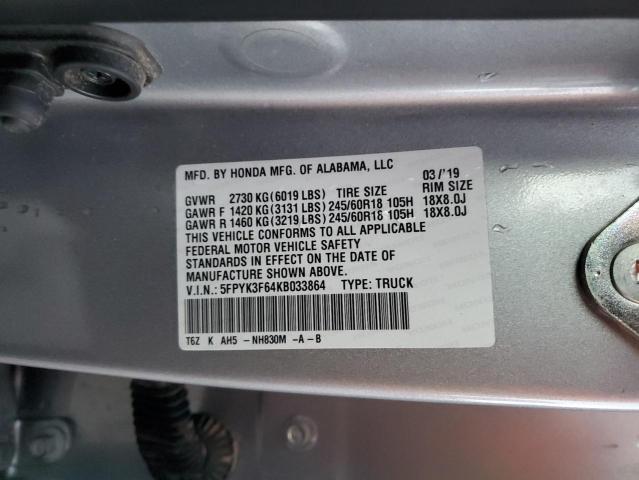 MFD. BY HONDA MFG. OF ALABAMA, LLC 03/'19
GVWR 2730 KG(6019 LBS) TIRE SIZE RIM SIZE
GAWR F 1420 KG(3131 LBS)245/60R18 105H 18X8.0J
GAWR R 1460 KG(3219 LBS)245/60R18 105H 18X8.0J
THIS VEHICLE CONFORMS TO ALL APPLICABLE
FEDERAL MOTOR VEHICLE SAFETY
STANDARDS IN EFFECT ON THE DATE OF
MANUFACTURE SHOWN ABOVE.
V.I.N.: 5FPYK3F64KB033864 TYPE: TRUCK
T6Z K AH5 -NH830M -A -B